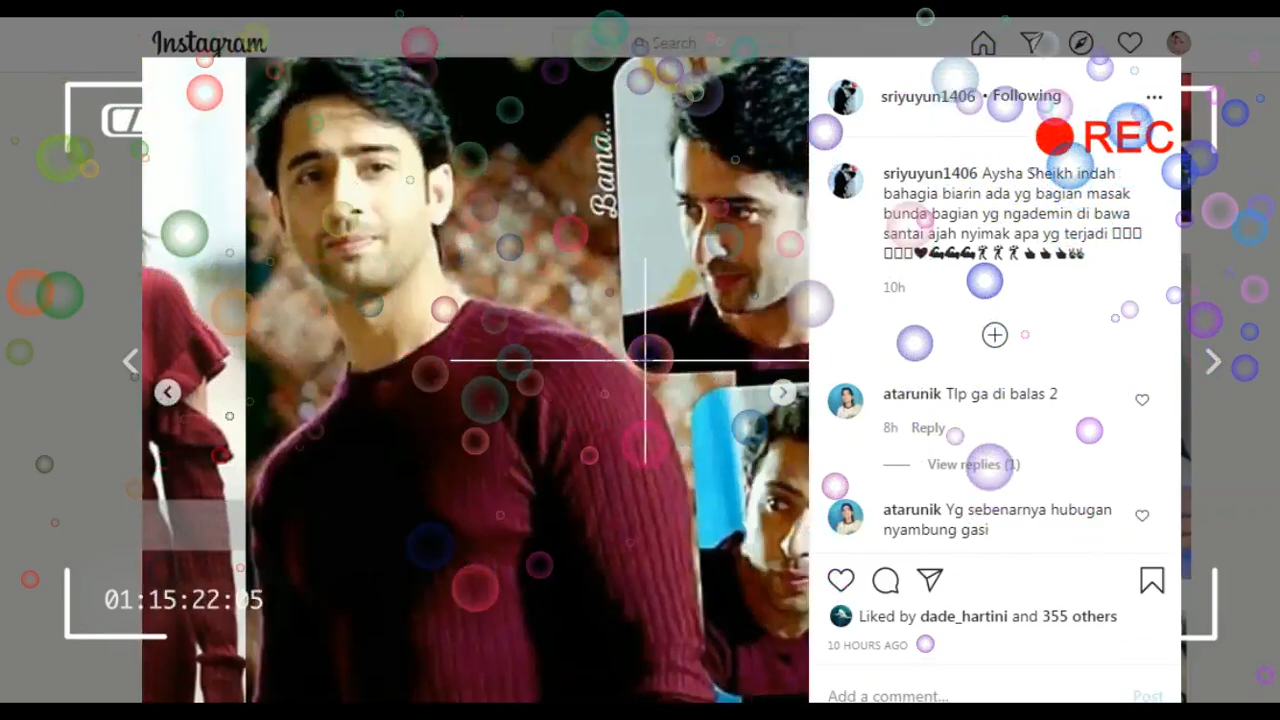 Instagram
Search
sriyuyun1406 • Following
REC
sriyuyun1406 Aysha Sheikh indah
bahagia biarin ada yg bagian masak
bunda bagian yg ngademin di bawa
santai ajah nyimak apa yg terjadi
10h
Bama...
atarunik Tlp ga di balas 2
8h Reply
View replies (1)
atarunik Yg sebenarnya hubugan
nyambung gasi
01:15:22:05
Liked by dade_hartini and 355 others
10 HOURS AGO
Add a comment... Post